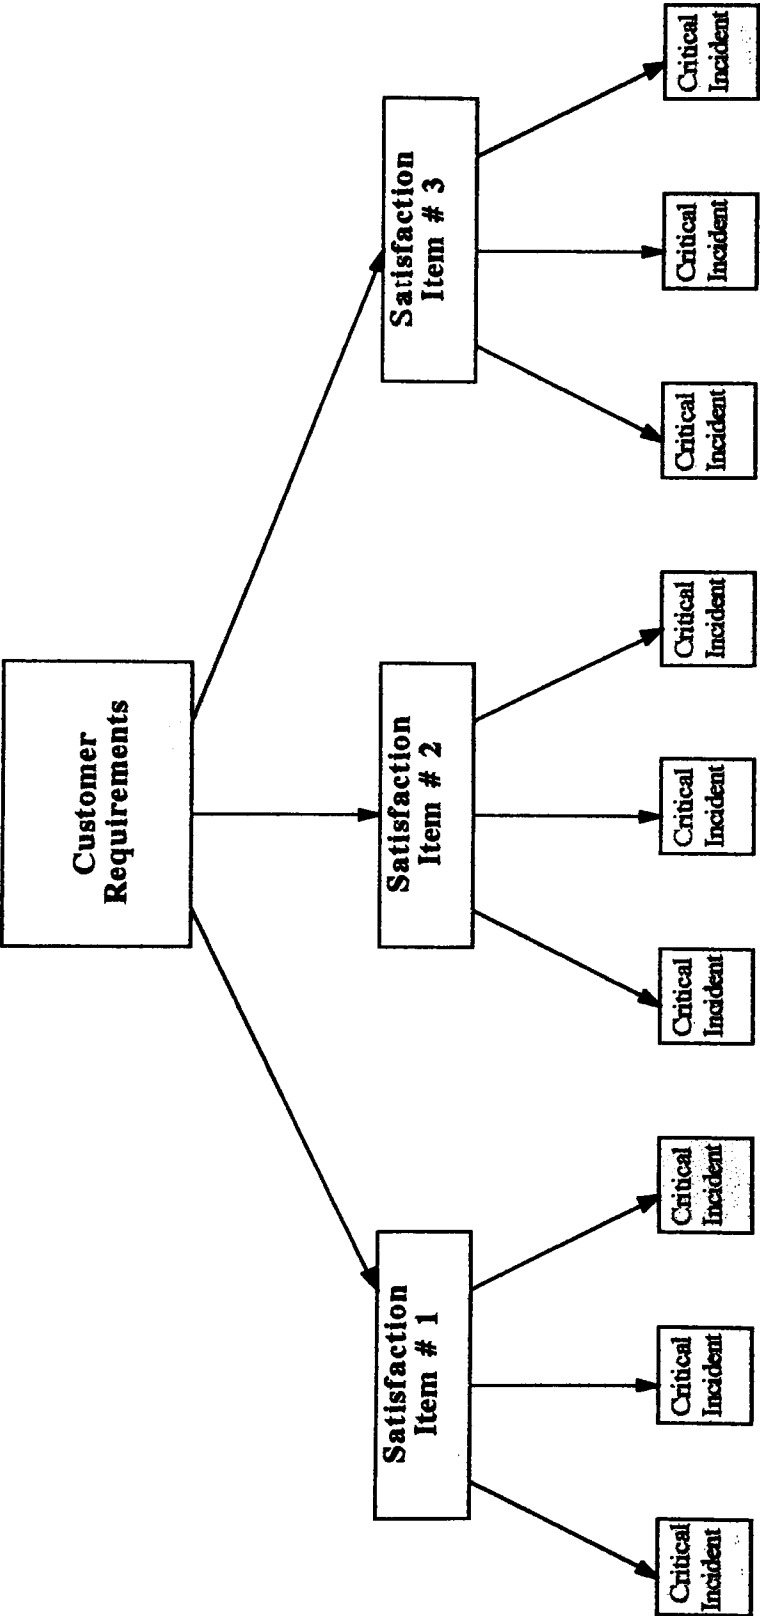 Customer
Requirements
Satisfaction
Item # 1
Satisfaction
Item # 2
Satisfaction
Item # 3
Critical
Incident
Critical
Incident
Critical
Incident
Critical
Incident
Critical
Incident
Critical
Incident
Critical
Incident
Critical
Incident
Critical
Incident